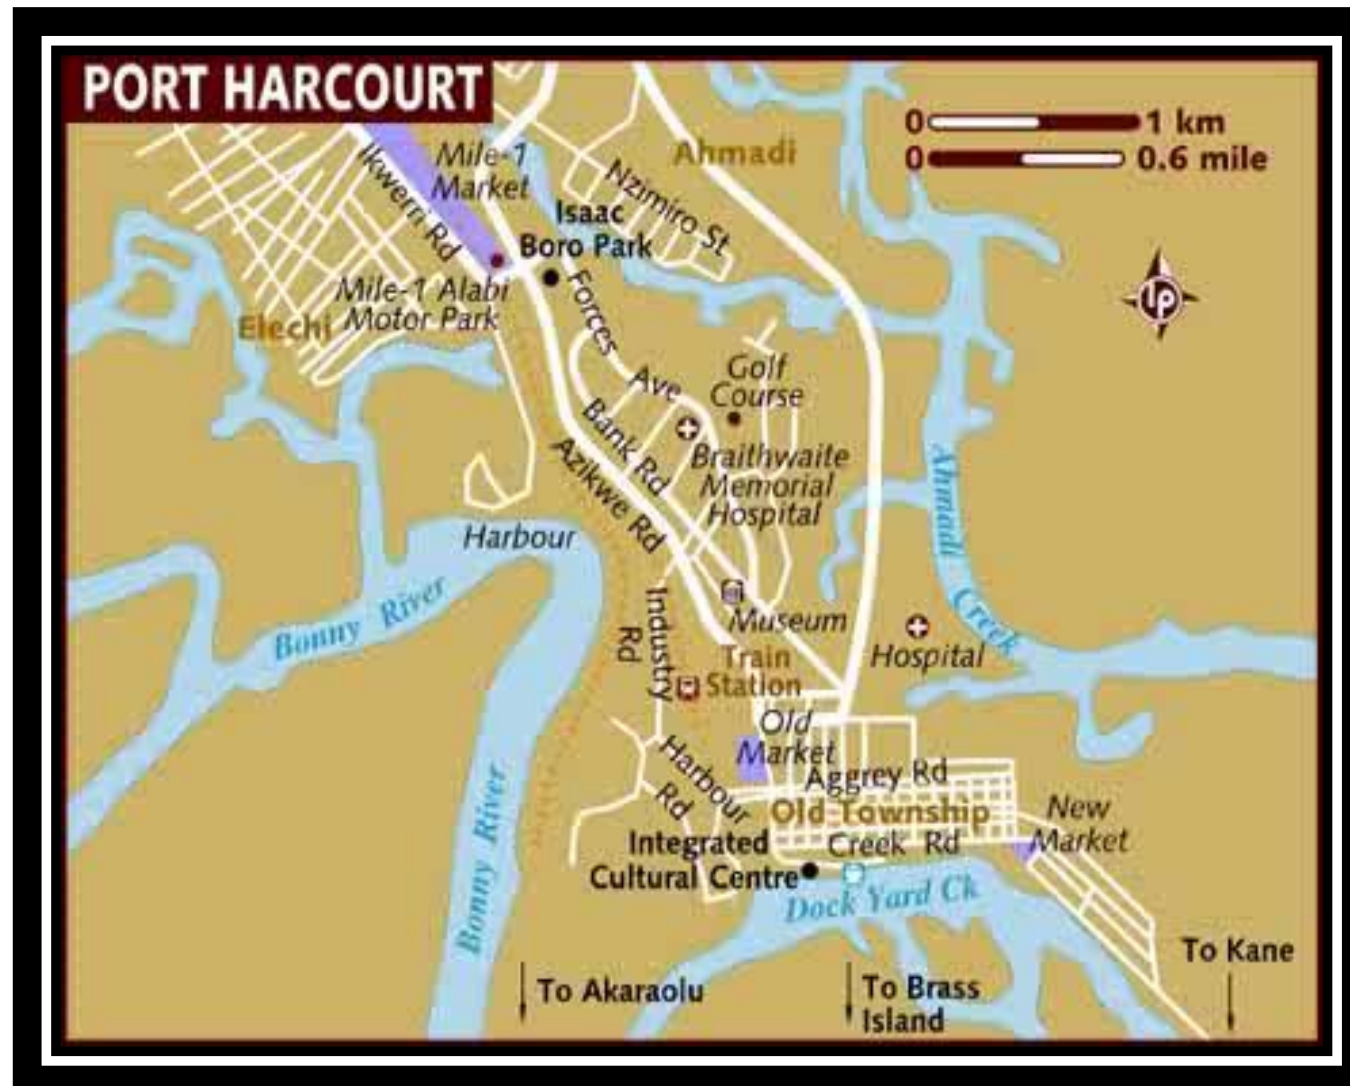 PORT HARCOURT
0 1 km
0 0.6 mile
Ahmadi
Mile-1
Market
Ikwerri Rd
Nzimiro St
Isaac
Boro Park
Mile-1 Alabi
Motor Park
Elechi
Forces
Ave
Golf
Course
Bank Rd
Azikwe Rd
Braithwaite
Memorial
Hospital
Ahmadi Creek
Harbour
Bonny River
Industry
Rd
Museum
Hospital
Train
Station
Old
Market
Harbour
Rd
Aggrey Rd
Old Township
New
Market
Creek Rd
Integrated
Cultural Centre
Dock Yard Ck
Bonny River
To Kane
To Akaraolu
To Brass
Island
LP